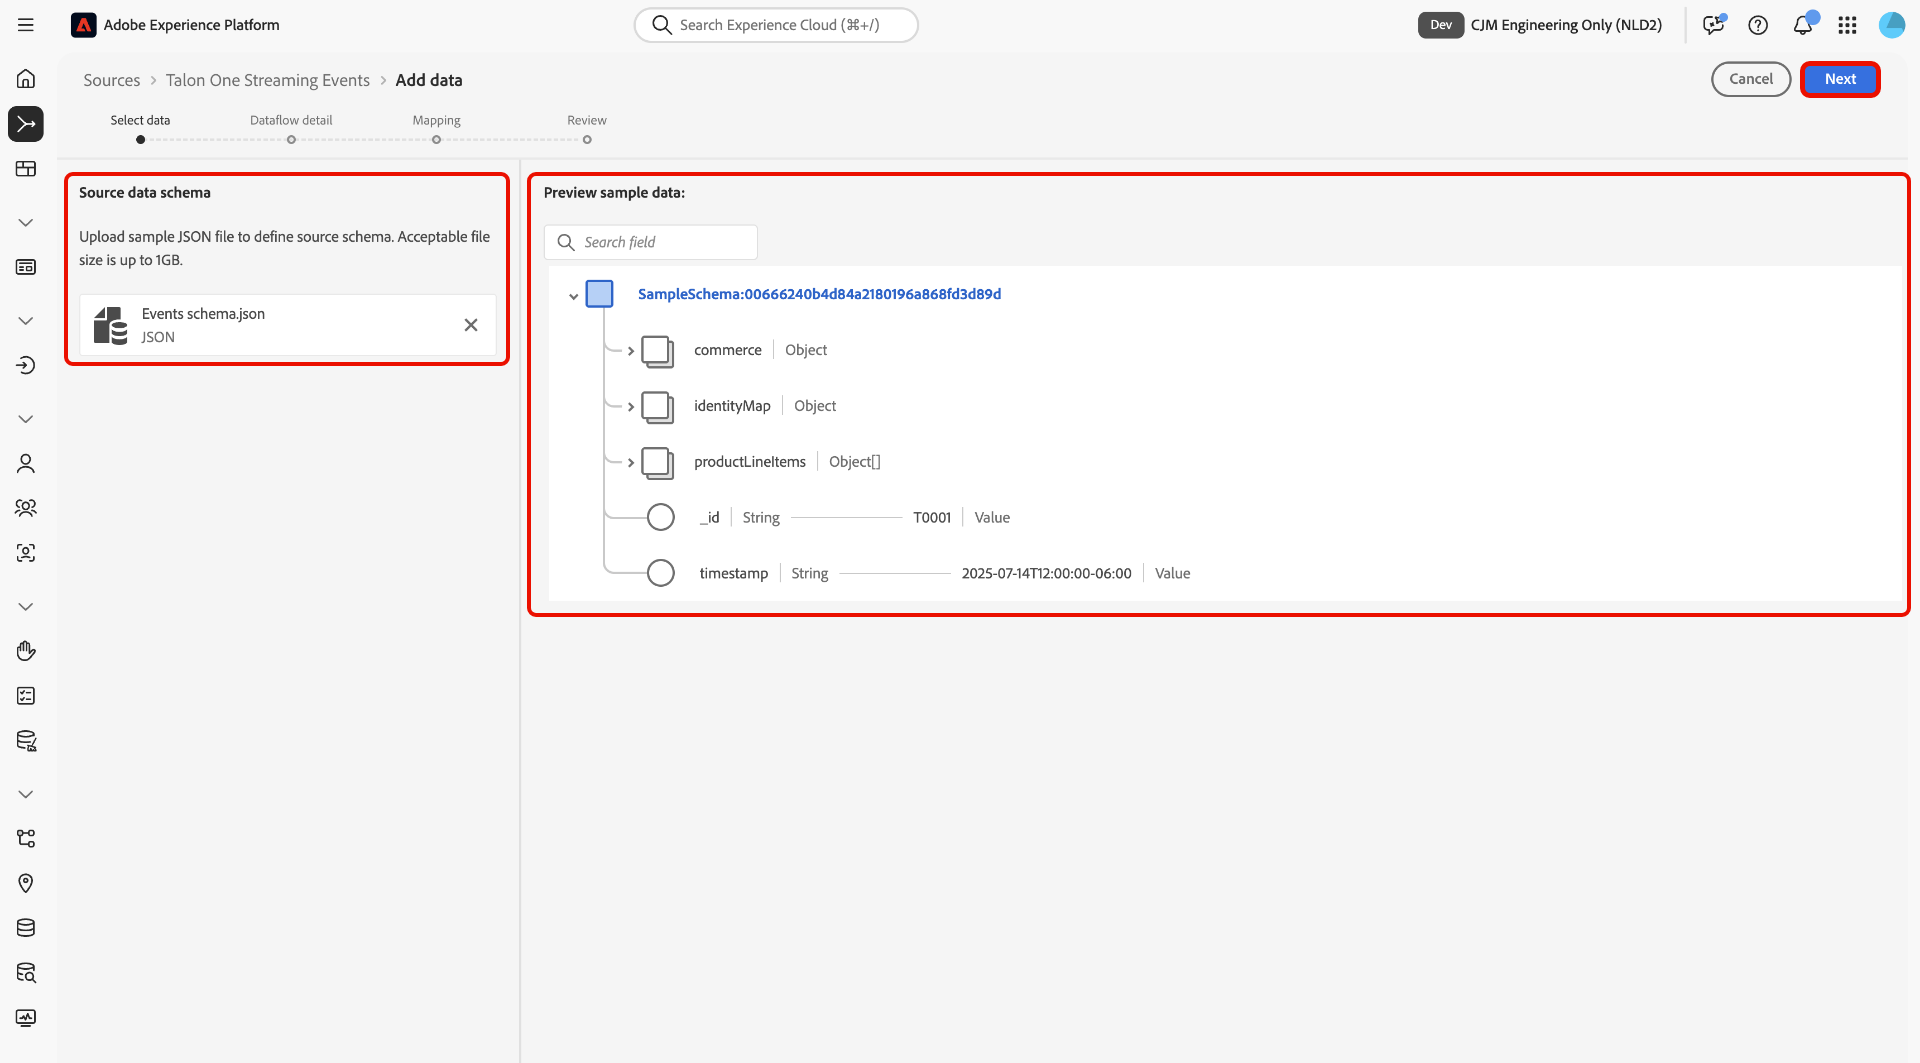 Adobe Experience Platform
Search Experience Cloud (⌘+/)
Dev
CJM Engineering Only (NLD2)
Sources > Talon One Streaming Events > Add data
Cancel
Next
Select data
Dataflow detail
Mapping
Review
Source data schema
Upload sample JSON file to define source schema. Acceptable file
size is up to 1GB.
Events schema.json
JSON
Preview sample data:
Search field
SampleSchema:00666240b4d84a2180196a868fd3d89d
commerce Object
identityMap Object
productLineItems Object[]
_id String T0001 Value
timestamp String 2025-07-14T12:00:00-06:00 Value